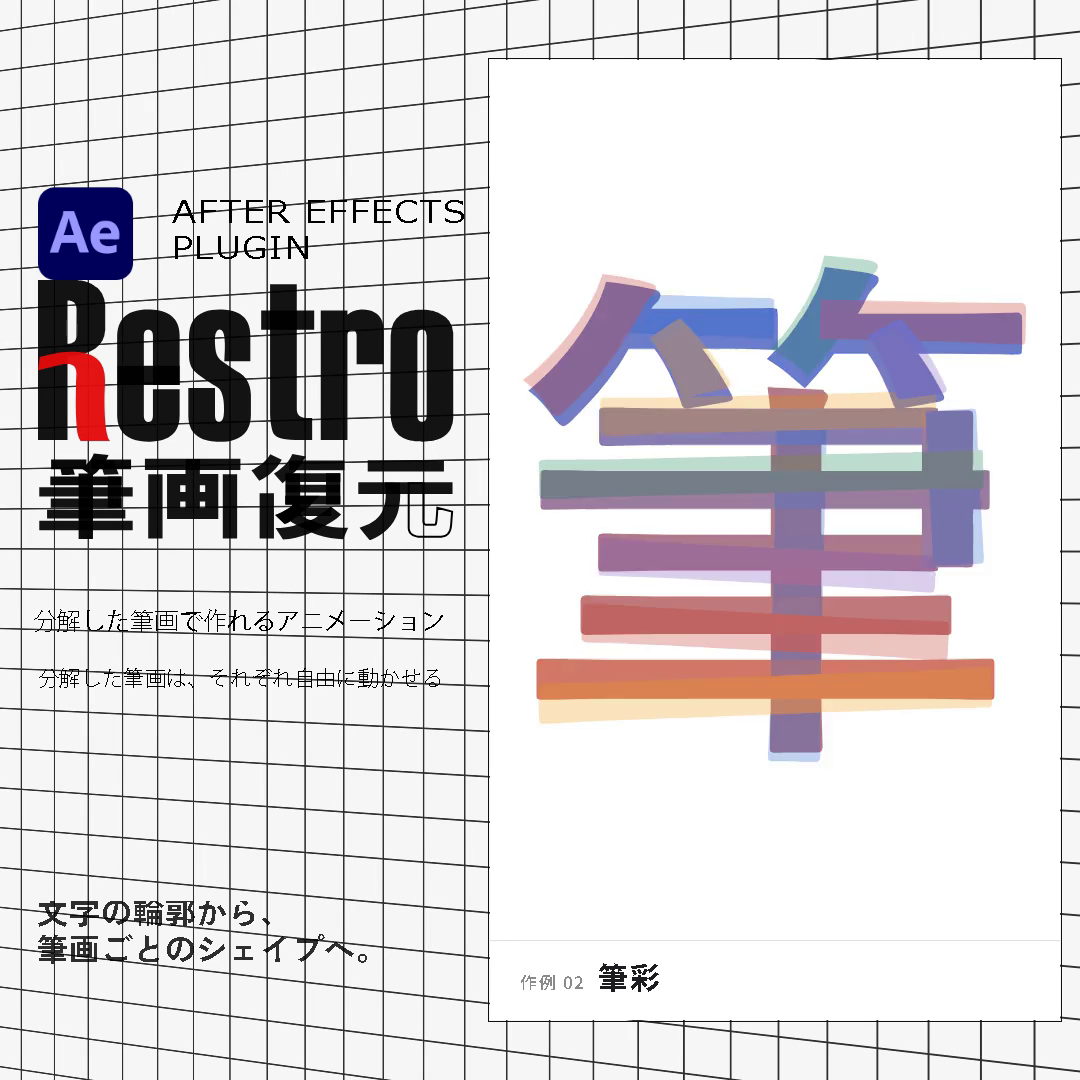 Ae
AFTER EFFECTS
PLUGIN
Restro
筆画復元
分解した筆画で作れるアニメーション
分解した筆画は、それぞれ自由に動かせる
文字の輪郭から、
筆画ごとのシェイプへ。
筆
作例 02 筆彩